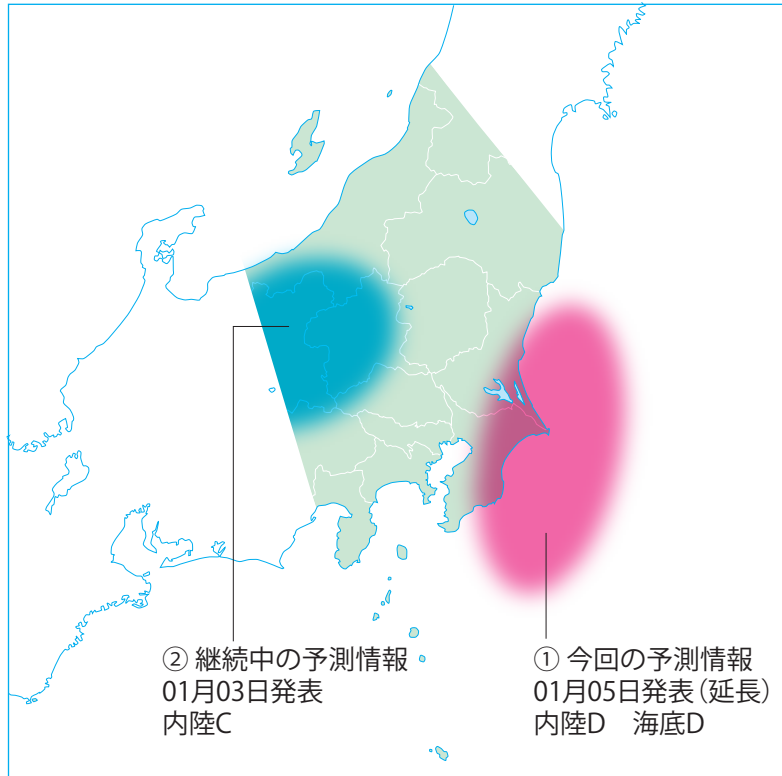 ② 継続中の予測情報
01月03日発表
内陸C
① 今回の予測情報
01月05日発表(延長)
内陸D　海底D